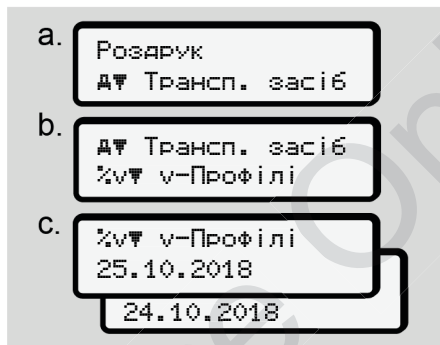 a.
Роздрук
Д▼ Трансп. засіб
b.
Д▼ Трансп. засіб
%v▼ v-Профілі
c.
%v▼ v-Профілі
25.10.2018
24.10.2018